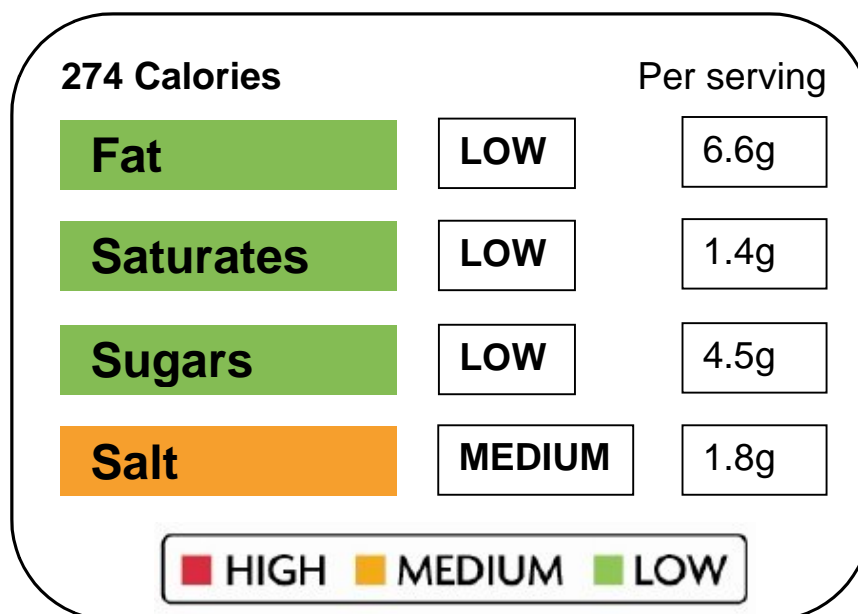 274 Calories Per serving
Fat LOW 6.6g
Saturates LOW 1.4g
Sugars LOW 4.5g
Salt MEDIUM 1.8g
HIGH MEDIUM LOW